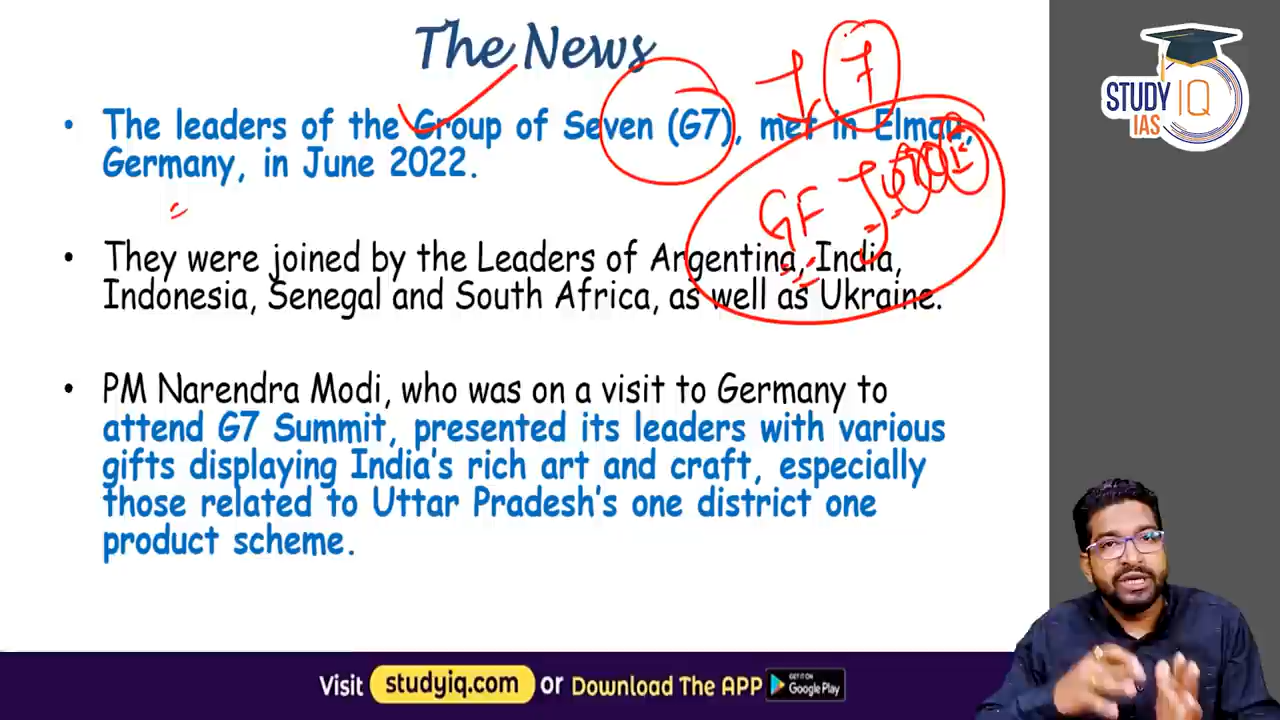 The News
• The leaders of the Group of Seven (G7), met in Elmau,
Germany, in June 2022.
7
GF
• They were joined by the Leaders of Argentina, India,
Indonesia, Senegal and South Africa, as well as Ukraine.
• PM Narendra Modi, who was on a visit to Germany to
attend G7 Summit, presented its leaders with various
gifts displaying India's rich art and craft, especially
those related to Uttar Pradesh's one district one
product scheme.
STUDY IQ
IAS
Visit studyiq.com or Download The APP
GET IT ON
Google Play